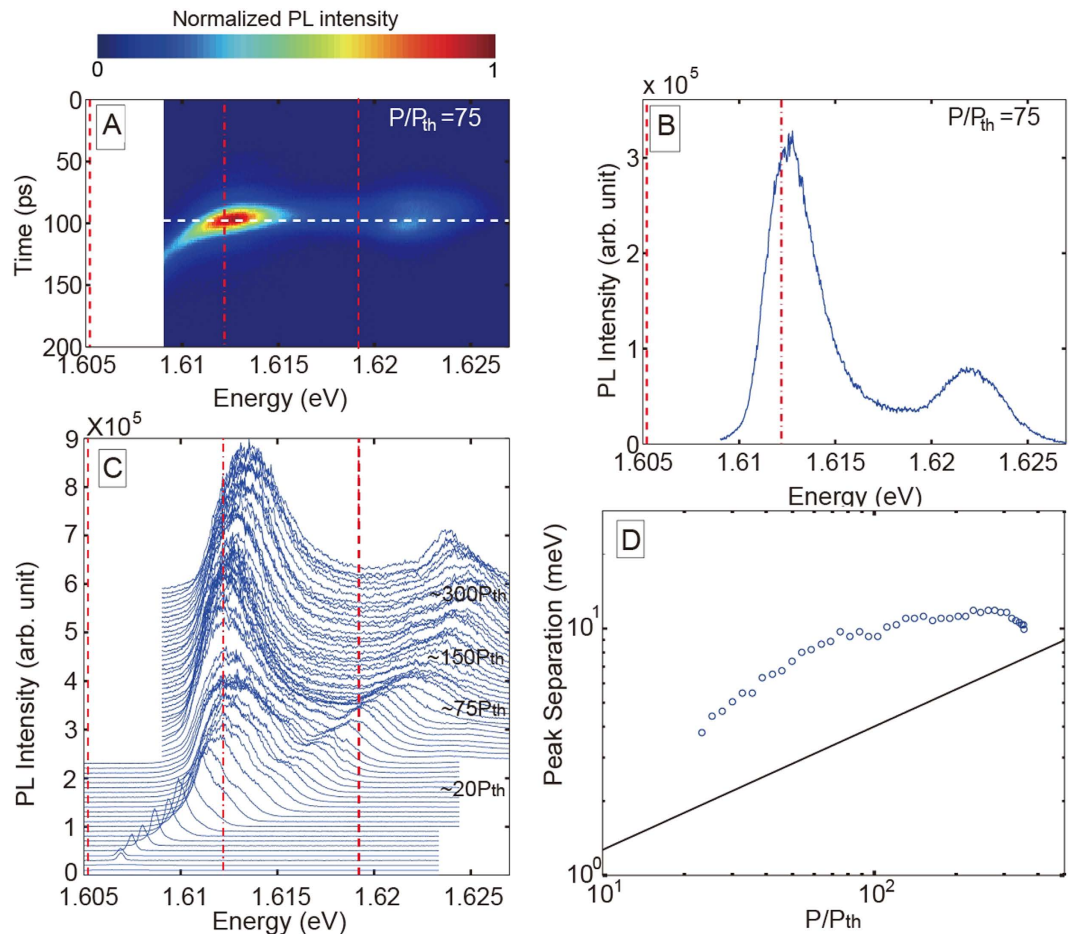 Normalized PL intensity
0 1
A
P/Pth =75
0
50
100
150
200
Time (ps)
1.605 1.61 1.615 1.62 1.625
Energy (eV)
x 10^5
B
P/Pth =75
3
2
1
0
PL Intensity (arb. unit)
1.605 1.61 1.615 1.62 1.625
Energy (eV)
X10^5
C
9
8
7
6
5
4
3
2
1
0
PL Intensity (arb. unit)
~300Pth
~150Pth
~75Pth
~20Pth
1.605 1.61 1.615 1.62 1.625
Energy (eV)
D
10^1
10^0
Peak Separation (meV)
10^1 10^2
P/Pth